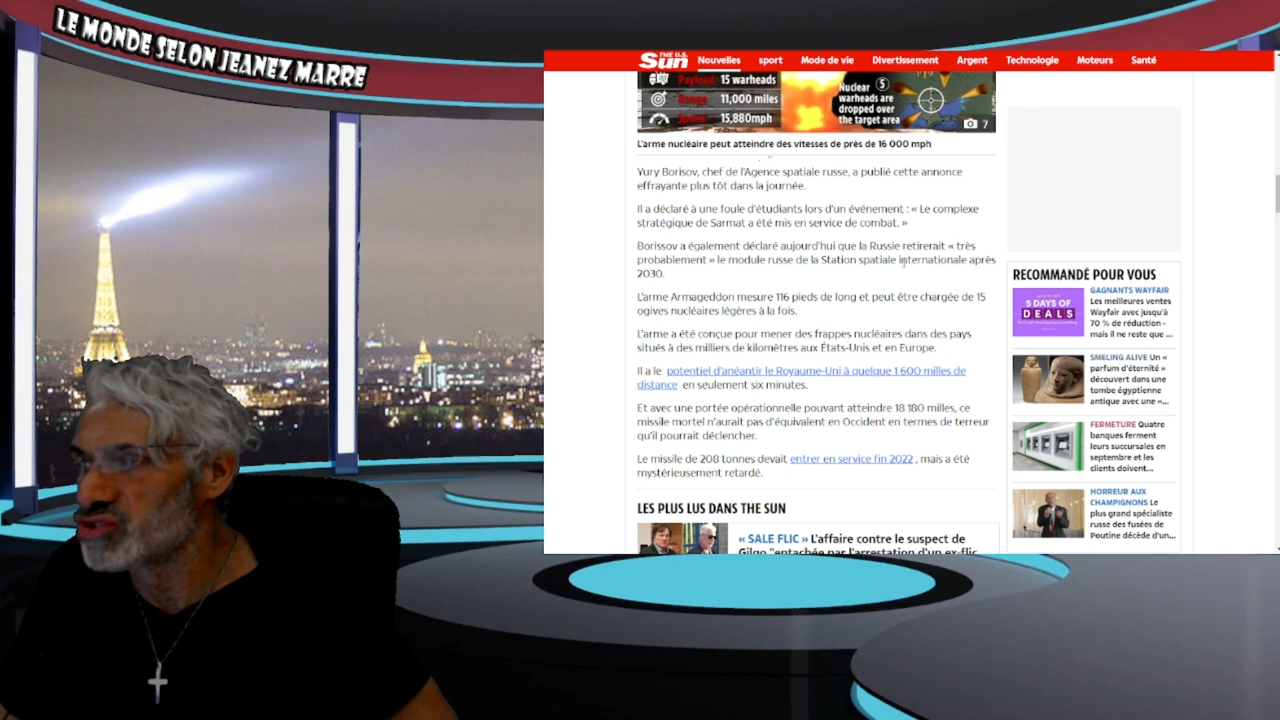 LE MONDE SELON JEANEZ MARRE
THE U.S. Sun
Nouvelles sport Mode de vie Divertissement Argent Technologie Moteurs Santé
Payload 15 warheads
Range 11,000 miles
15,880mph
5
Nuclear
warheads are
dropped over
the target area
7
L'arme nucléaire peut atteindre des vitesses de près de 16 000 mph
Yury Borisov, chef de l'Agence spatiale russe, a publié cette annonce
effrayante plus tôt dans la journée.
Il a déclaré à une foule d'étudiants lors d'un événement : « Le complexe
stratégique de Sarmat a été mis en service de combat. »
Borissov a également déclaré aujourd'hui que la Russie retirerait « très
probablement » le module russe de la Station spatiale internationale après
2030.
L'arme Armageddon mesure 116 pieds de long et peut être chargée de 15
ogives nucléaires légères à la fois.
L'arme a été conçue pour mener des frappes nucléaires dans des pays
situés à des milliers de kilomètres aux États-Unis et en Europe.
Il a le potentiel d'anéantir le Royaume-Uni à quelque 1 600 milles de
distance en seulement six minutes.
Et avec une portée opérationnelle pouvant atteindre 18 180 milles, ce
missile mortel n'aurait pas d'équivalent en Occident en termes de terreur
qu'il pourrait déclencher.
Le missile de 208 tonnes devait entrer en service fin 2022 , mais a été
mystérieusement retardé.
LES PLUS LUS DANS THE SUN
« SALE FLIC » L'affaire contre le suspect de
Gilgo "entachée par l'arrestation d'un ex-flic
RECOMMANDÉ POUR VOUS
5 DAYS OF
DEALS
GAGNANTS WAYFAIR
Les meilleures ventes
Wayfair avec jusqu'à
70 % de réduction -
mais il ne reste que ...
SMELING ALIVE Un «
parfum d'éternité »
découvert dans une
tombe égyptienne
antique avec une «...
FERMETURE Quatre
banques ferment
leurs succursales en
septembre et les
clients doivent...
HORREUR AUX
CHAMPIGNONS Le
plus grand spécialiste
russe des fusées de
Poutine décède d'un...